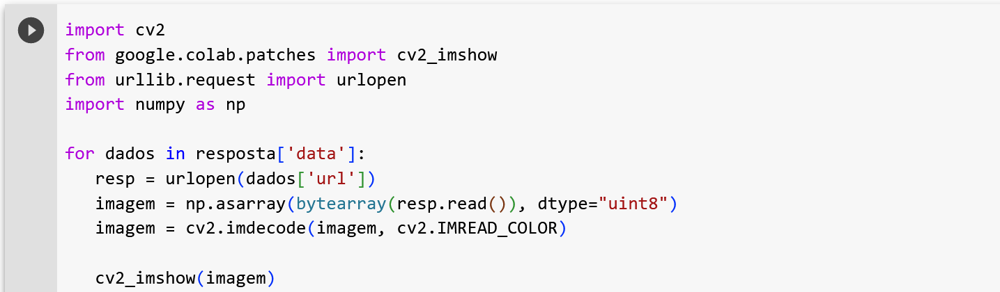 import cv2
from google.colab.patches import cv2_imshow
from urllib.request import urlopen
import numpy as np

for dados in resposta['data']:
   resp = urlopen(dados['url'])
   imagem = np.asarray(bytearray(resp.read()), dtype="uint8")
   imagem = cv2.imdecode(imagem, cv2.IMREAD_COLOR)

   cv2_imshow(imagem)